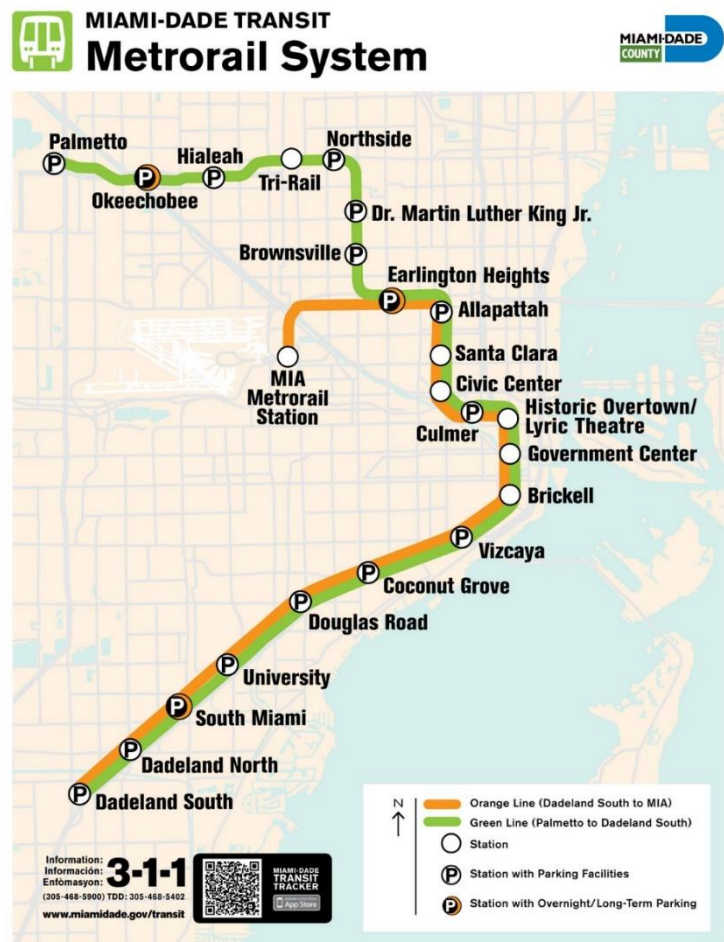 MIAMI-DADE TRANSIT
Metrorail System
MIAMI-DADE
COUNTY
Palmetto
P
Okeechobee
P
Hialeah
P
Tri-Rail
Northside
P
P Dr. Martin Luther King Jr.
Brownsville P
Earlington Heights
P
P Allapattah
MIA
Metrorail
Station
Santa Clara
Civic Center
P
Culmer
Historic Overtown/
Lyric Theatre
Government Center
Brickell
P
Vizcaya
P
Coconut Grove
P
Douglas Road
P
University
P
South Miami
P
Dadeland North
P
Dadeland South
N
Orange Line (Dadeland South to MIA)
Green Line (Palmetto to Dadeland South)
Station
P Station with Parking Facilities
P Station with Overnight/Long-Term Parking
Information:
Información:
Enfòmasyon:
3-1-1
(305-468-5900) TDD: 305-468-5402
www.miamidade.gov/transit
MIAMI-DADE
TRANSIT
TRACKER
App Store